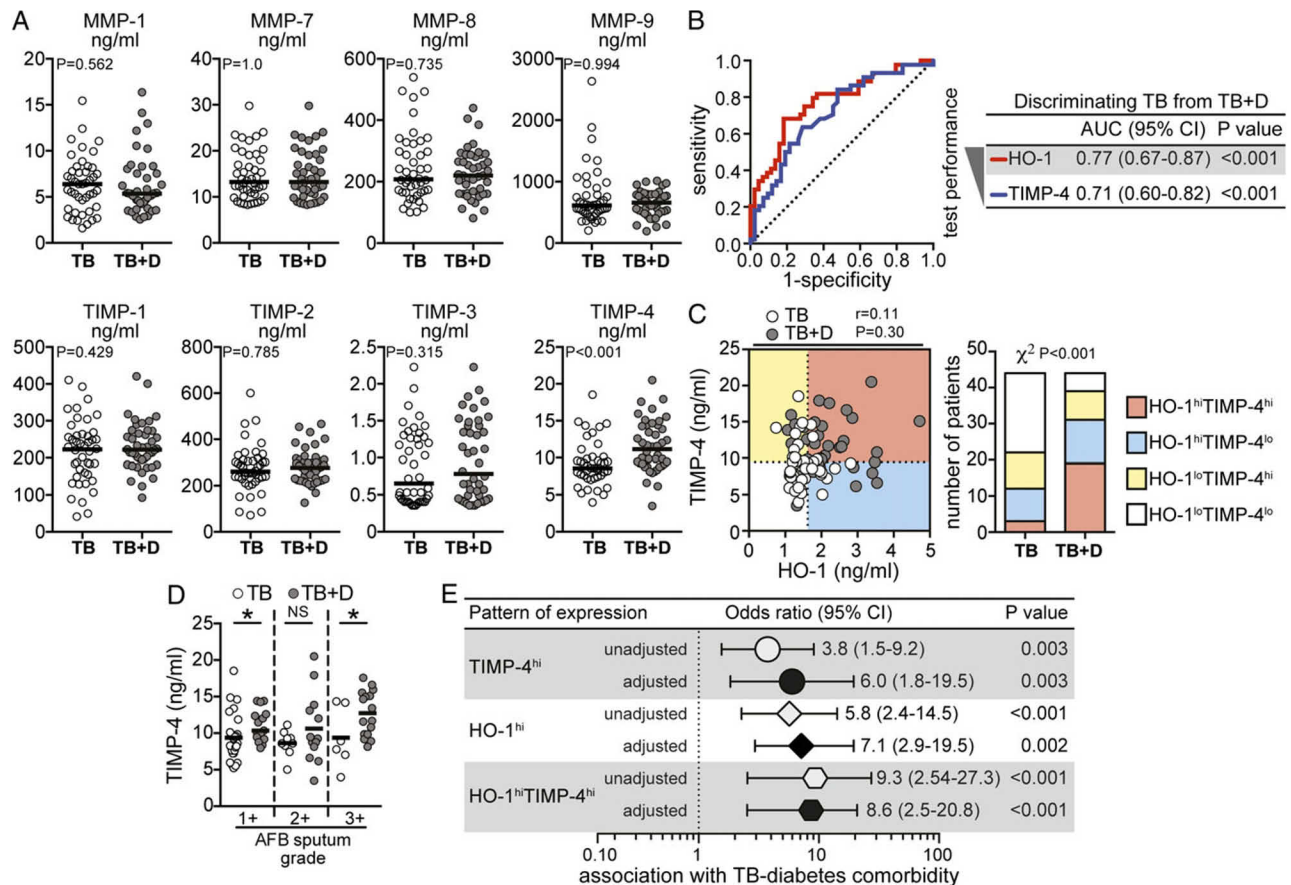 A
MMP-1
ng/ml
P=0.562
20
15
10
5
0
TB TB+D
MMP-7
ng/ml
P=1.0
40
30
20
10
0
TB TB+D
MMP-8
ng/ml
P=0.735
600
400
200
0
TB TB+D
MMP-9
ng/ml
P=0.994
3000
2000
1000
0
TB TB+D
TIMP-1
ng/ml
P=0.429
500
400
300
200
100
0
TB TB+D
TIMP-2
ng/ml
P=0.785
800
600
400
200
0
TB TB+D
TIMP-3
ng/ml
P=0.315
2.5
2.0
1.5
1.0
0.5
0.0
TB TB+D
TIMP-4
ng/ml
P<0.001
25
20
15
10
5
0
TB TB+D
B
sensitivity
1.0
0.8
0.6
0.4
0.2
0.0
0.0 0.2 0.4 0.6 0.8 1.0
1-specificity
test performance
Discriminating TB from TB+D
AUC (95% CI) P value
HO-1 0.77 (0.67-0.87) <0.001
TIMP-4 0.71 (0.60-0.82) <0.001
C
TB
TB+D
r=0.11
P=0.30
TIMP-4 (ng/ml)
25
20
15
10
5
0
0 1 2 3 4 5
HO-1 (ng/ml)
number of patients
χ² P<0.001
50
40
30
20
10
0
TB TB+D
HO-1hiTIMP-4hi
HO-1hiTIMP-4lo
HO-1loTIMP-4hi
HO-1loTIMP-4lo
D
TB TB+D
* NS *
TIMP-4 (ng/ml)
25
20
15
10
5
0
1+ 2+ 3+
AFB sputum
grade
E
Pattern of expression Odds ratio (95% CI) P value
TIMP-4hi
unadjusted 3.8 (1.5-9.2) 0.003
adjusted 6.0 (1.8-19.5) 0.003
HO-1hi
unadjusted 5.8 (2.4-14.5) <0.001
adjusted 7.1 (2.9-19.5) 0.002
HO-1hiTIMP-4hi
unadjusted 9.3 (2.54-27.3) <0.001
adjusted 8.6 (2.5-20.8) <0.001
0.10 1 10 100
association with TB-diabetes comorbidity